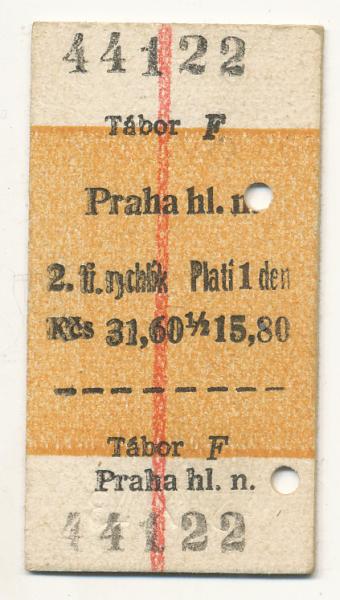 44122
Tábor F
Praha hl. n.
2. tř. rychlík Platí 1 den
Kčs 31,60 ½ 15,80
Tábor F
Praha hl. n.
44122